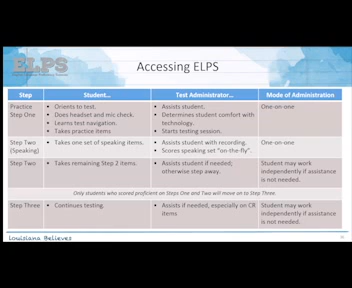 ELPS
Accessing ELPS
Step
Student…
Test Administrator…
Mode of Administration
Practice
Step One
• Orients to test.
• Does headset and mic check.
• Learns test navigation.
• Takes practice items
• Assists student.
• Determines student comfort with
technology.
• Starts testing session.
One-on-one
Step Two
(Speaking)
• Takes one set of speaking items.
• Assists student with recording.
• Scores speaking set "on-the-fly".
One-on-one
Step Two
• Takes remaining Step 2 items.
• Assists student if needed;
otherwise step away.
Student may work
independently if assistance
is not needed.
Only students who scored proficient on Steps One and Two will move on to Step Three.
Step Three
• Continues testing.
• Assists if needed, especially on CR
items
Student may work
independently if assistance is
not needed.
Louisiana Believes